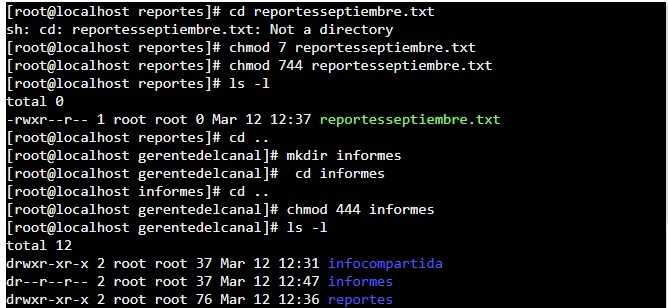 [root@localhost reportes]# cd reportesseptiembre.txt
sh: cd: reportesseptiembre.txt: Not a directory
[root@localhost reportes]# chmod 7 reportesseptiembre.txt
[root@localhost reportes]# chmod 744 reportesseptiembre.txt
[root@localhost reportes]# ls -l
total 0
-rwxr--r-- 1 root root 0 Mar 12 12:37 reportesseptiembre.txt
[root@localhost reportes]# cd ..
[root@localhost gerentedelcanal]# mkdir informes
[root@localhost gerentedelcanal]#  cd informes
[root@localhost informes]# cd ..
[root@localhost gerentedelcanal]# chmod 444 informes
[root@localhost gerentedelcanal]# ls -l
total 12
drwxr-xr-x 2 root root 37 Mar 12 12:31 infocompartida
dr--r--r-- 2 root root 37 Mar 12 12:47 informes
drwxr-xr-x 2 root root 76 Mar 12 12:36 reportes